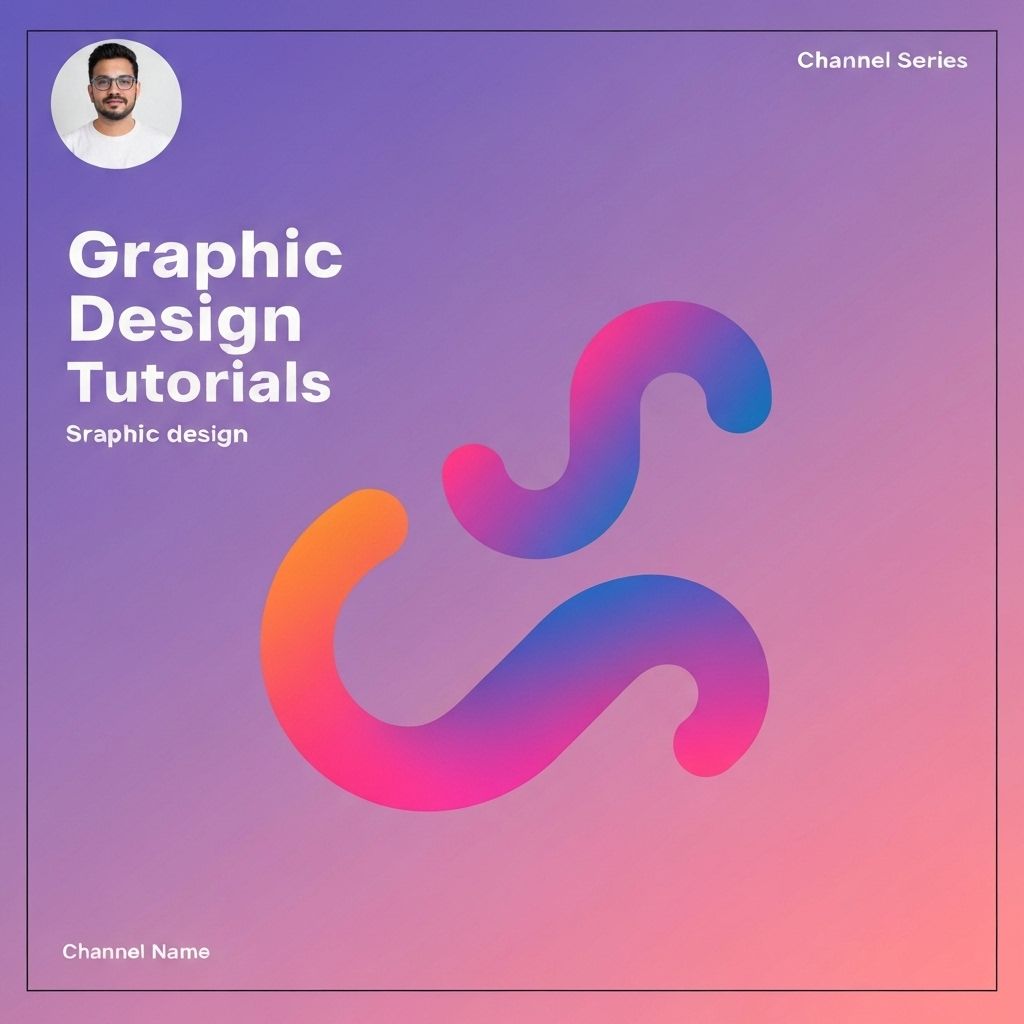 Channel Series
Graphic
Design
Tutorials
Sraphic design
Channel Name